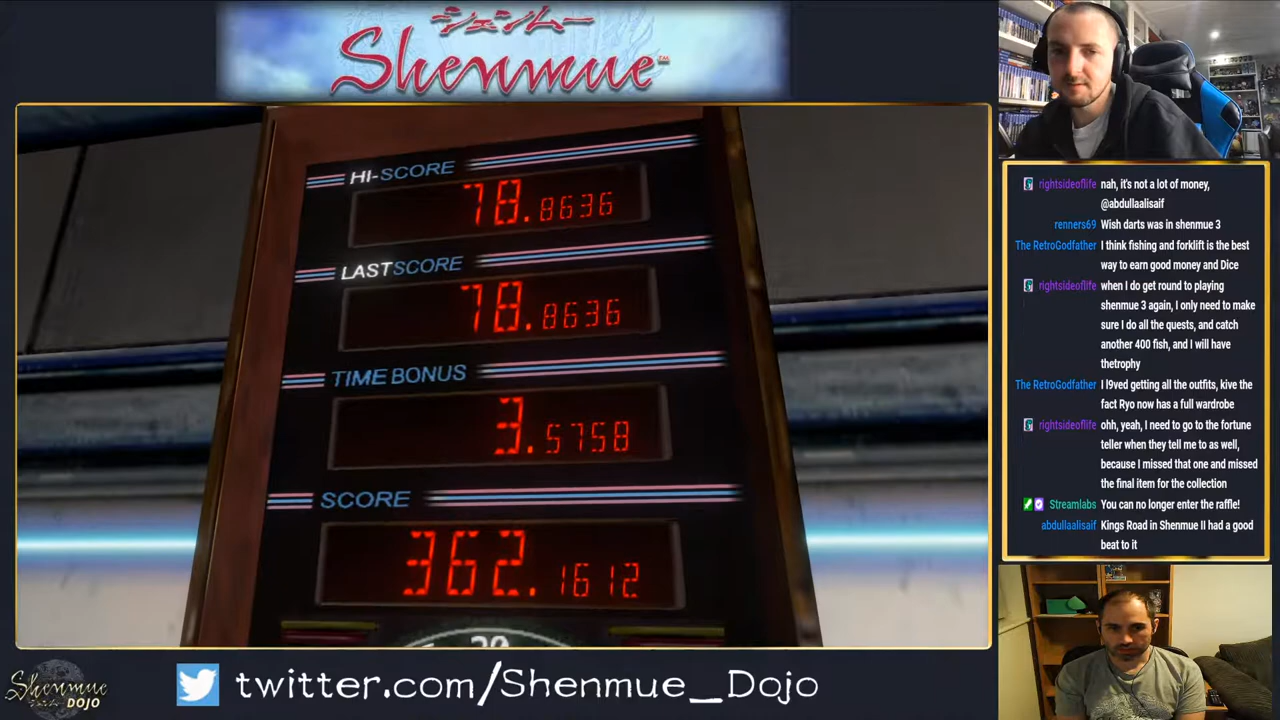 シェンムー
Shenmue™
HI-SCORE
78.8636
LAST SCORE
78.8636
TIME BONUS
3.5758
SCORE
362.1612
20
rightsideoflife nah, it's not a lot of money,
@abdullaalisaif
renners69 Wish darts was in shenmue 3
The RetroGodfather I think fishing and forklift is the best
way to earn good money and Dice
rightsideoflife when I do get round to playing
shenmue 3 again, I only need to make
sure I do all the quests, and catch
another 400 fish, and I will have
thetrophy
The RetroGodfather I l9ved getting all the outfits, kive the
fact Ryo now has a full wardrobe
rightsideoflife ohh, yeah, I need to go to the fortune
teller when they tell me to as well,
because I missed that one and missed
the final item for the collection
Streamlabs You can no longer enter the raffle!
abdullaalisaif Kings Road in Shenmue II had a good
beat to it
Shenmue
DOJO
twitter.com/Shenmue_Dojo